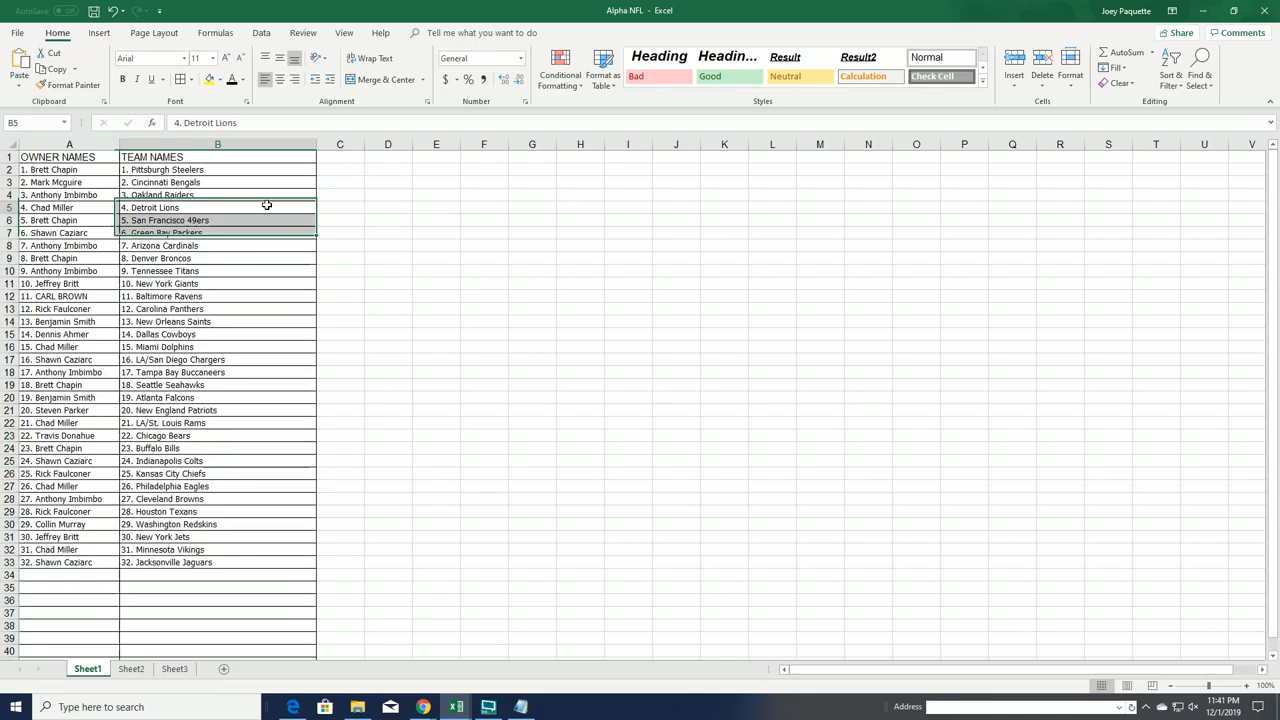 AutoSave Off
Alpha NFL - Excel
Joey Paquette
File Home Insert Page Layout Formulas Data Review View Help Tell me what you want to do
Share Comments
Paste Cut Copy Format Painter
Clipboard
Arial 11 A A
B I U A
Font
Wrap Text
Merge & Center
Alignment
General
$ % ,
Number
Conditional Formatting Format as Table
Heading Headin... Result Result2 Normal
Bad Good Neutral Calculation Check Cell
Styles
Insert Delete Format
Cells
AutoSum Fill Clear Sort & Filter Find & Select
Editing
B5 fx 4. Detroit Lions
A B C D E F G H I J K L M N O P Q R S T U V
1 OWNER NAMES TEAM NAMES
2 1. Brett Chapin 1. Pittsburgh Steelers
3 2. Mark Mcguire 2. Cincinnati Bengals
4 3. Anthony Imbimbo 3. Oakland Raiders
5 4. Chad Miller 4. Detroit Lions
6 5. Brett Chapin 5. San Francisco 49ers
7 6. Shawn Caziarc 6. Green Bay Packers
8 7. Anthony Imbimbo 7. Arizona Cardinals
9 8. Brett Chapin 8. Denver Broncos
10 9. Anthony Imbimbo 9. Tennessee Titans
11 10. Jeffrey Britt 10. New York Giants
12 11. CARL BROWN 11. Baltimore Ravens
13 12. Rick Faulconer 12. Carolina Panthers
14 13. Benjamin Smith 13. New Orleans Saints
15 14. Dennis Ahmer 14. Dallas Cowboys
16 15. Chad Miller 15. Miami Dolphins
17 16. Shawn Caziarc 16. LA/San Diego Chargers
18 17. Anthony Imbimbo 17. Tampa Bay Buccaneers
19 18. Brett Chapin 18. Seattle Seahawks
20 19. Benjamin Smith 19. Atlanta Falcons
21 20. Steven Parker 20. New England Patriots
22 21. Chad Miller 21. LA/St. Louis Rams
23 22. Travis Donahue 22. Chicago Bears
24 23. Brett Chapin 23. Buffalo Bills
25 24. Shawn Caziarc 24. Indianapolis Colts
26 25. Rick Faulconer 25. Kansas City Chiefs
27 26. Chad Miller 26. Philadelphia Eagles
28 27. Anthony Imbimbo 27. Cleveland Browns
29 28. Rick Faulconer 28. Houston Texans
30 29. Collin Murray 29. Washington Redskins
31 30. Jeffrey Britt 30. New York Jets
32 31. Chad Miller 31. Minnesota Vikings
33 32. Shawn Caziarc 32. Jacksonville Jaguars
34
35
36
37
38
39
40
Sheet1 Sheet2 Sheet3
100%
Type here to search
Address
11:41 PM
12/1/2019